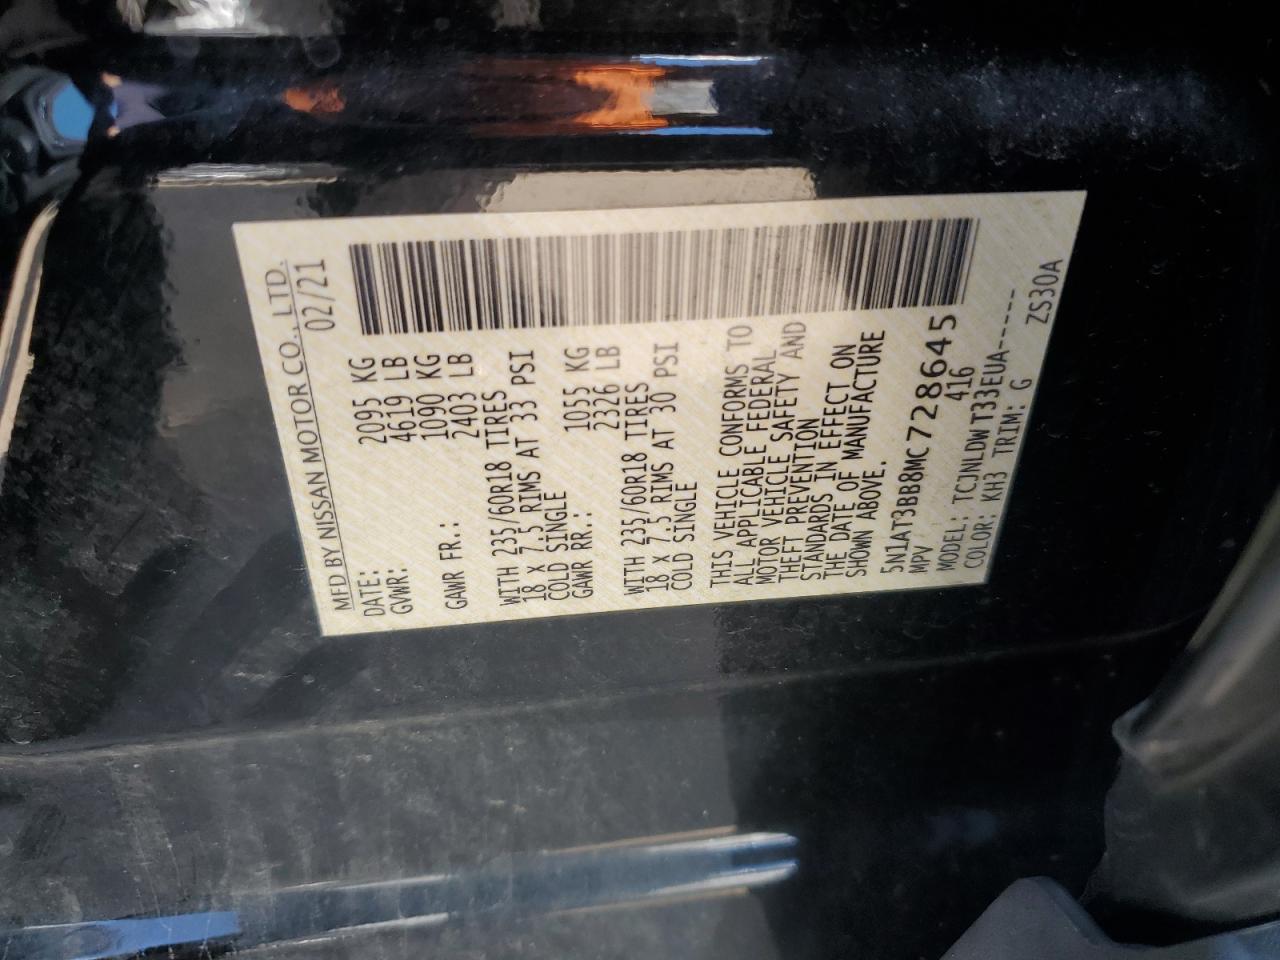 MFD BY NISSAN MOTOR CO., LTD.
DATE: 02/21
GVWR: 2095 KG
4619 LB
GAWR FR.: 1090 KG
2403 LB
WITH 235/60R18 TIRES
18 X 7.5 RIMS AT 33 PSI
COLD SINGLE
GAWR RR.: 1055 KG
2326 LB
WITH 235/60R18 TIRES
18 X 7.5 RIMS AT 30 PSI
COLD SINGLE
THIS VEHICLE CONFORMS TO
ALL APPLICABLE FEDERAL
MOTOR VEHICLE SAFETY AND
THEFT PREVENTION
STANDARDS IN EFFECT ON
THE DATE OF MANUFACTURE
SHOWN ABOVE.
5N1AT3BB8MC728645
MPV 416
MODEL: TCJNLDWT33EUA-----
COLOR: KH3 TRIM: G ZS30A